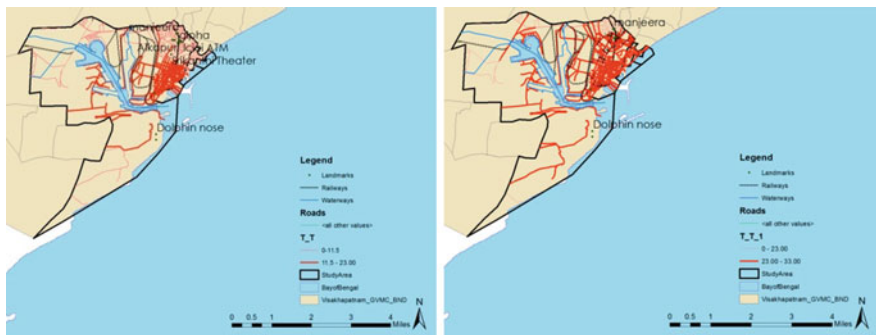 manjeera
alpha
Alkapuri Icici ATM
Theater
Dolphin nose
Legend
Landmarks
Railways
Waterways
Roads
<all other values>
T_T
0-11.5
11.5 - 23.00
StudyArea
BayofBengal
Visakhapatnam_GVMC_BND
0 0.5 1 2 3 4
Miles
N
manjeera
Dolphin nose
Legend
Landmarks
Railways
Waterways
Roads
<all other values>
T_T_1
0 - 23.00
23.00 - 33.00
StudyArea
BayofBengal
Visakhapatnam_GVMC_BND
0 0.5 1 2 3 4
Miles
N